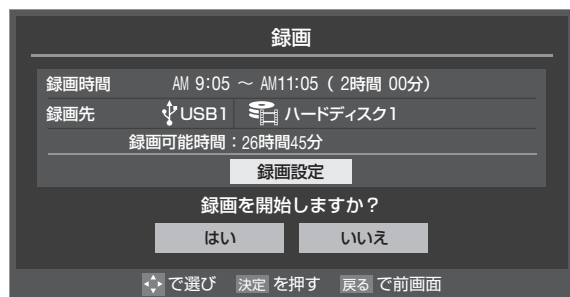 録画
録画時間 AM 9:05 ～ AM11:05 ( 2時間 00分)
録画先 USB1 ハードディスク1
録画可能時間：26時間45分
録画設定
録画を開始しますか？
はい いいえ
で選び 決定 を押す 戻る で前画面